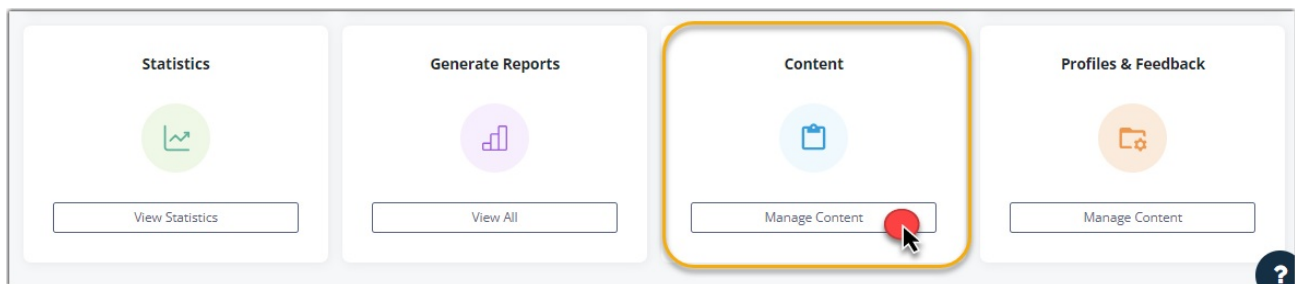 Statistics
Generate Reports
Content
Profiles & Feedback
View Statistics
View All
Manage Content
Manage Content
?